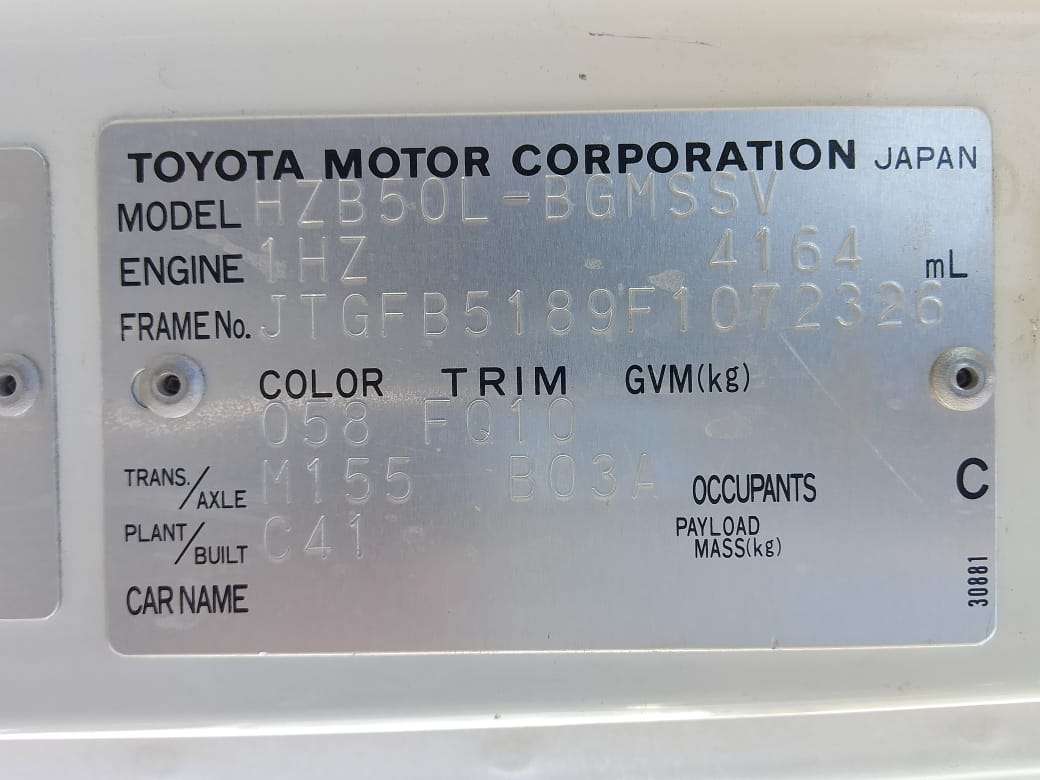 TOYOTA MOTOR CORPORATION JAPAN
MODEL HZB50L-BGMSSV
ENGINE 1HZ 4164 mL
FRAME No. JTGFB5189F1072326
COLOR TRIM GVM(kg)
058 FQ10
TRANS./AXLE M155 B03A OCCUPANTS C
PLANT/BUILT C41 PAYLOAD MASS(kg)
CAR NAME
30881